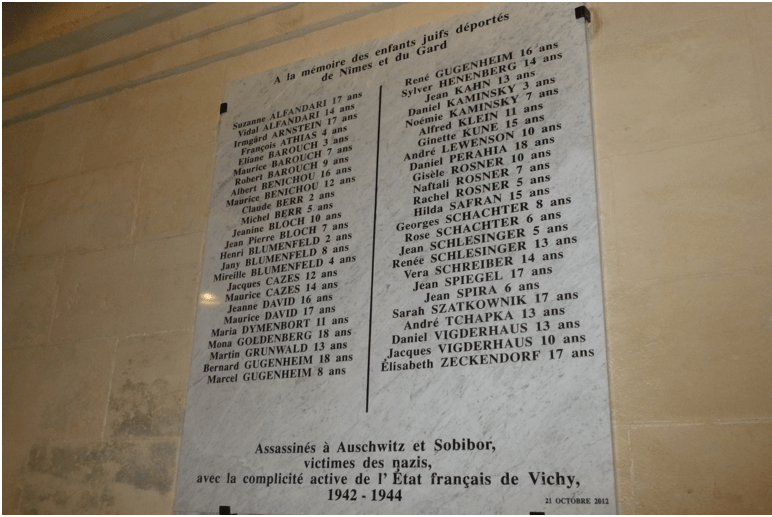 A la mémoire des enfants juifs déportés
de Nîmes et du Gard
Suzanne ALFANDARI 17 ans
Vidal ALFANDARI 14 ans
Irmgård ARNSTEIN 17 ans
François ATHIAS 4 ans
Eliane BAROUCH 3 ans
Maurice BAROUCH 7 ans
Robert BAROUCH 9 ans
Albert BENICHOU 16 ans
Maurice BENICHOU 12 ans
Claude BERR 2 ans
Michel BERR 5 ans
Jeanine BLOCH 10 ans
Jean Pierre BLOCH 7 ans
Henri BLUMENFELD 2 ans
Jany BLUMENFELD 8 ans
Mireille BLUMENFELD 4 ans
Jacques CAZES 12 ans
Maurice CAZES 14 ans
Jeanne DAVID 16 ans
Maurice DAVID 17 ans
Maria DYMENBORT 11 ans
Mona GOLDENBERG 18 ans
Martin GRUNWALD 13 ans
Bernard GUGENHEIM 18 ans
Marcel GUGENHEIM 8 ans
René GUGENHEIM 16 ans
Sylver HENENBERG 14 ans
Jean KAHN 13 ans
Daniel KAMINSKY 3 ans
Noémie KAMINSKY 7 ans
Alfred KLEIN 11 ans
Ginette KUNE 15 ans
André LEWENSON 10 ans
Daniel PERAHIA 18 ans
Gisèle ROSNER 10 ans
Naftali ROSNER 7 ans
Rachel ROSNER 5 ans
Hilda SAFRAN 15 ans
Georges SCHACHTER 8 ans
Rose SCHACHTER 6 ans
Jean SCHLESINGER 5 ans
Renée SCHLESINGER 13 ans
Vera SCHREIBER 14 ans
Jean SPIEGEL 17 ans
Jean SPIRA 6 ans
Sarah SZATKOWNIK 17 ans
André TCHAPKA 13 ans
Daniel VIGDERHAUS 13 ans
Jacques VIGDERHAUS 10 ans
Élisabeth ZECKENDORF 17 ans
Assassinés à Auschwitz et Sobibor,
victimes des nazis,
avec la complicité active de l'État français de Vichy,
1942 - 1944
21 OCTOBRE 2012